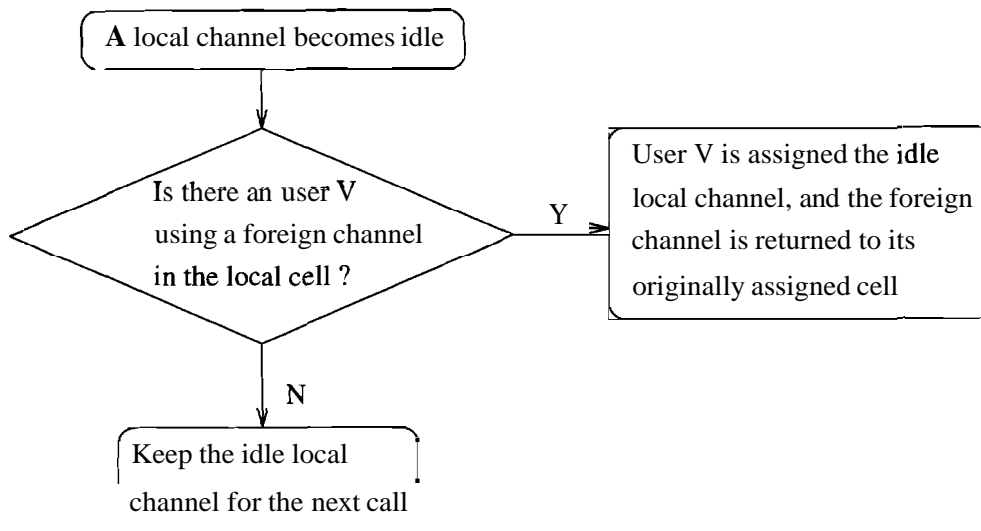 A local channel becomes idle
Is there an user V
using a foreign channel
in the local cell ?
Y
User V is assigned the idle
local channel, and the foreign
channel is returned to its
originally assigned cell
N
Keep the idle local
channel for the next call